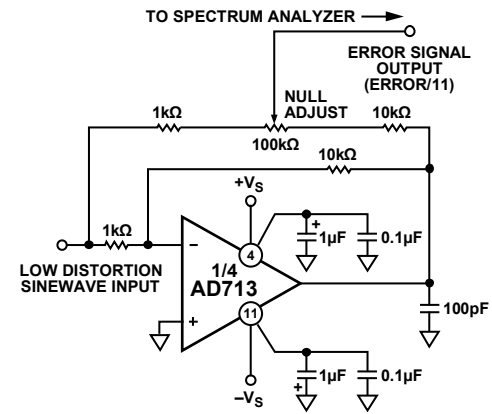 TO SPECTRUM ANALYZER
ERROR SIGNAL
OUTPUT
(ERROR/11)
1kΩ
NULL
ADJUST
10kΩ
100kΩ
10kΩ
+VS
1kΩ
–
4
+
1µF
0.1µF
LOW DISTORTION
SINEWAVE INPUT
1/4
AD713
100pF
+
11
1µF
0.1µF
+
–VS